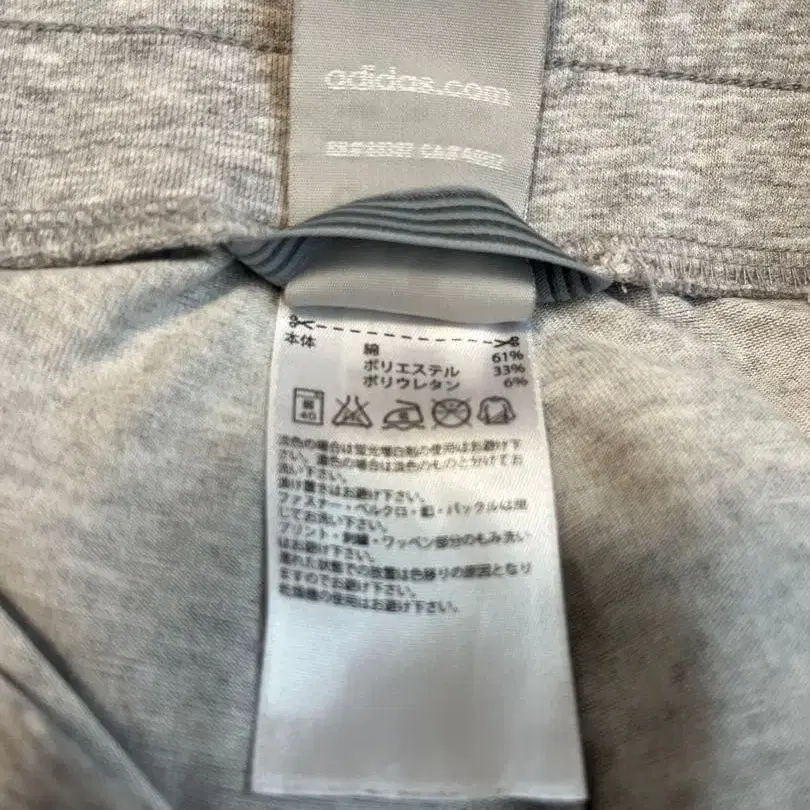 adidas.com
本体
綿 61%
ポリエステル 33%
ポリウレタン 6%
弱
40
淡色の場合は蛍光増白剤の使用はお避け下
さい。濃色の場合は淡色のものと分けてお
洗い下さい。
漬け置きはお避け下さい。
ファスナー・ベルクロ・釦・バックルは閉
じてお洗い下さい。
プリント・刺繍・ワッペン部分のもみ洗い
はお避け下さい。
濡れた状態での放置は色移りの原因となり
ますのでお避け下さい。
乾燥機の使用はお避け下さい。